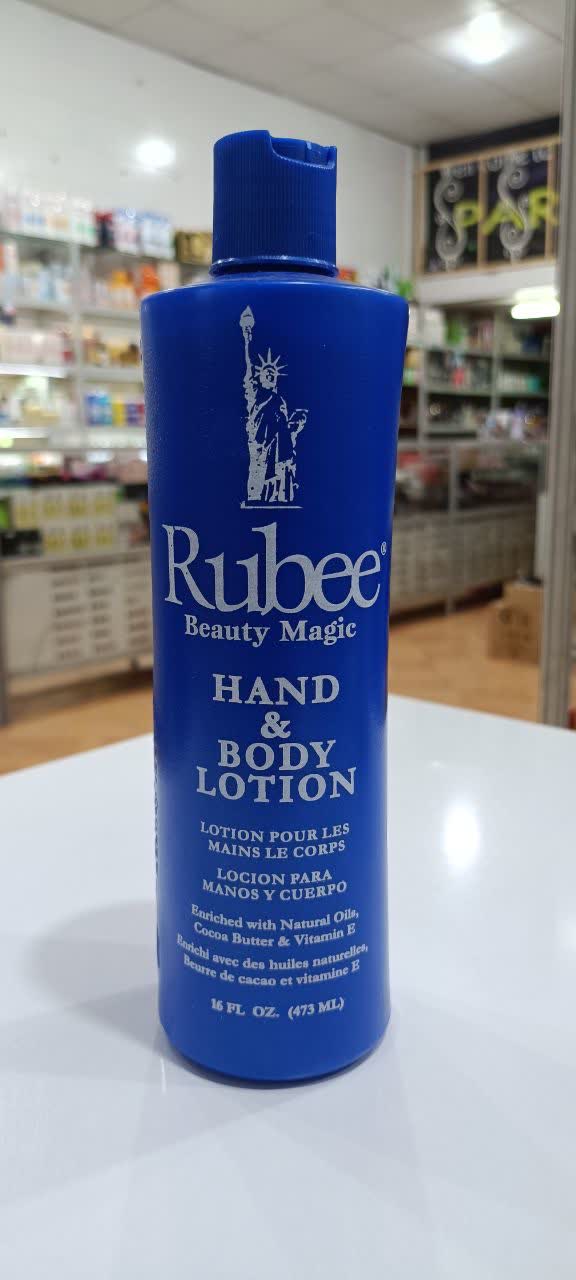 Rubee®
Beauty Magic
HAND
&
BODY
LOTION
LOTION POUR LES
MAINS LE CORPS
LOCION PARA
MANOS Y CUERPO
Enriched with Natural Oils,
Cocoa Butter & Vitamin E
Enrichi avec des huiles naturelles,
Beurre de cacao et vitamine E
16 FL OZ. (473 ML)
PAR